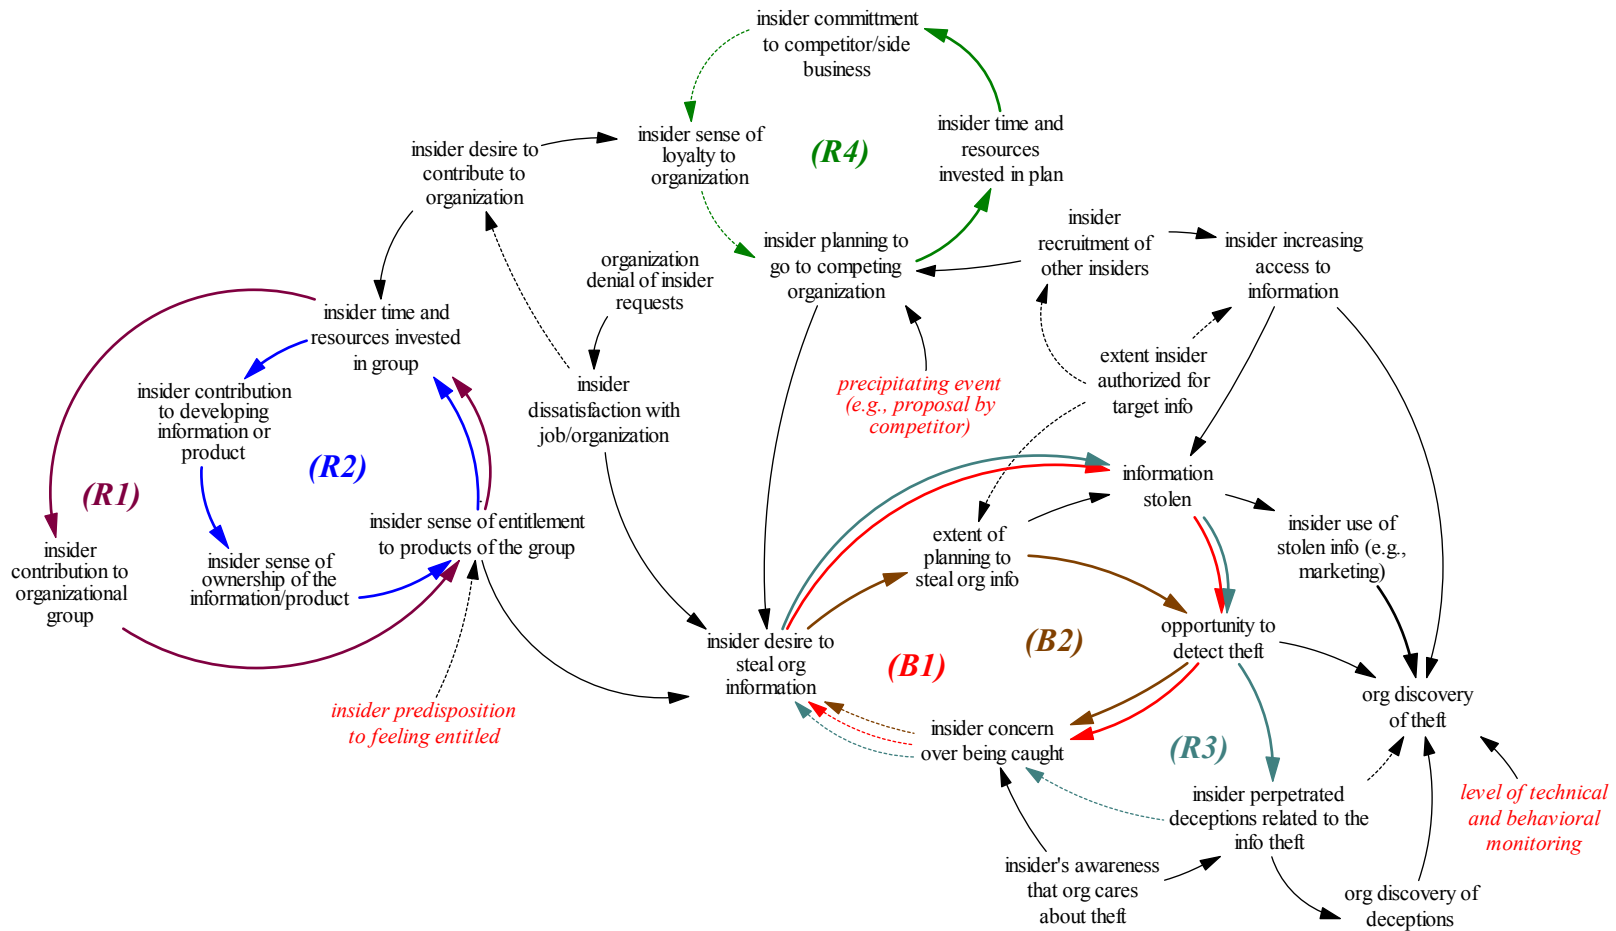 insider committment
to competitor/side
business
insider sense of
loyalty to
organization
(R4)
insider time and
resources
invested in plan
insider desire to
contribute to
organization
insider planning to
go to competing
organization
insider
recruitment of
other insiders
insider increasing
access to
information
organization
denial of insider
requests
insider time and
resources invested
in group
insider
dissatisfaction with
job/organization
precipitating event
(e.g., proposal by
competitor)
extent insider
authorized for
target info
insider contribution
to developing
information or
product
(R2)
(R1)
insider sense of entitlement
to products of the group
insider
contribution to
organizational
group
insider sense of
ownership of the
information/product
information
stolen
extent of
planning to
steal org info
insider use of
stolen info (e.g.,
marketing)
insider desire to
steal org
information
(B1)
(B2)
opportunity to
detect theft
org discovery
of theft
insider predisposition
to feeling entitled
insider concern
over being caught
(R3)
insider perpetrated
deceptions related to the
info theft
level of technical
and behavioral
monitoring
insider's awareness
that org cares
about theft
org discovery of
deceptions